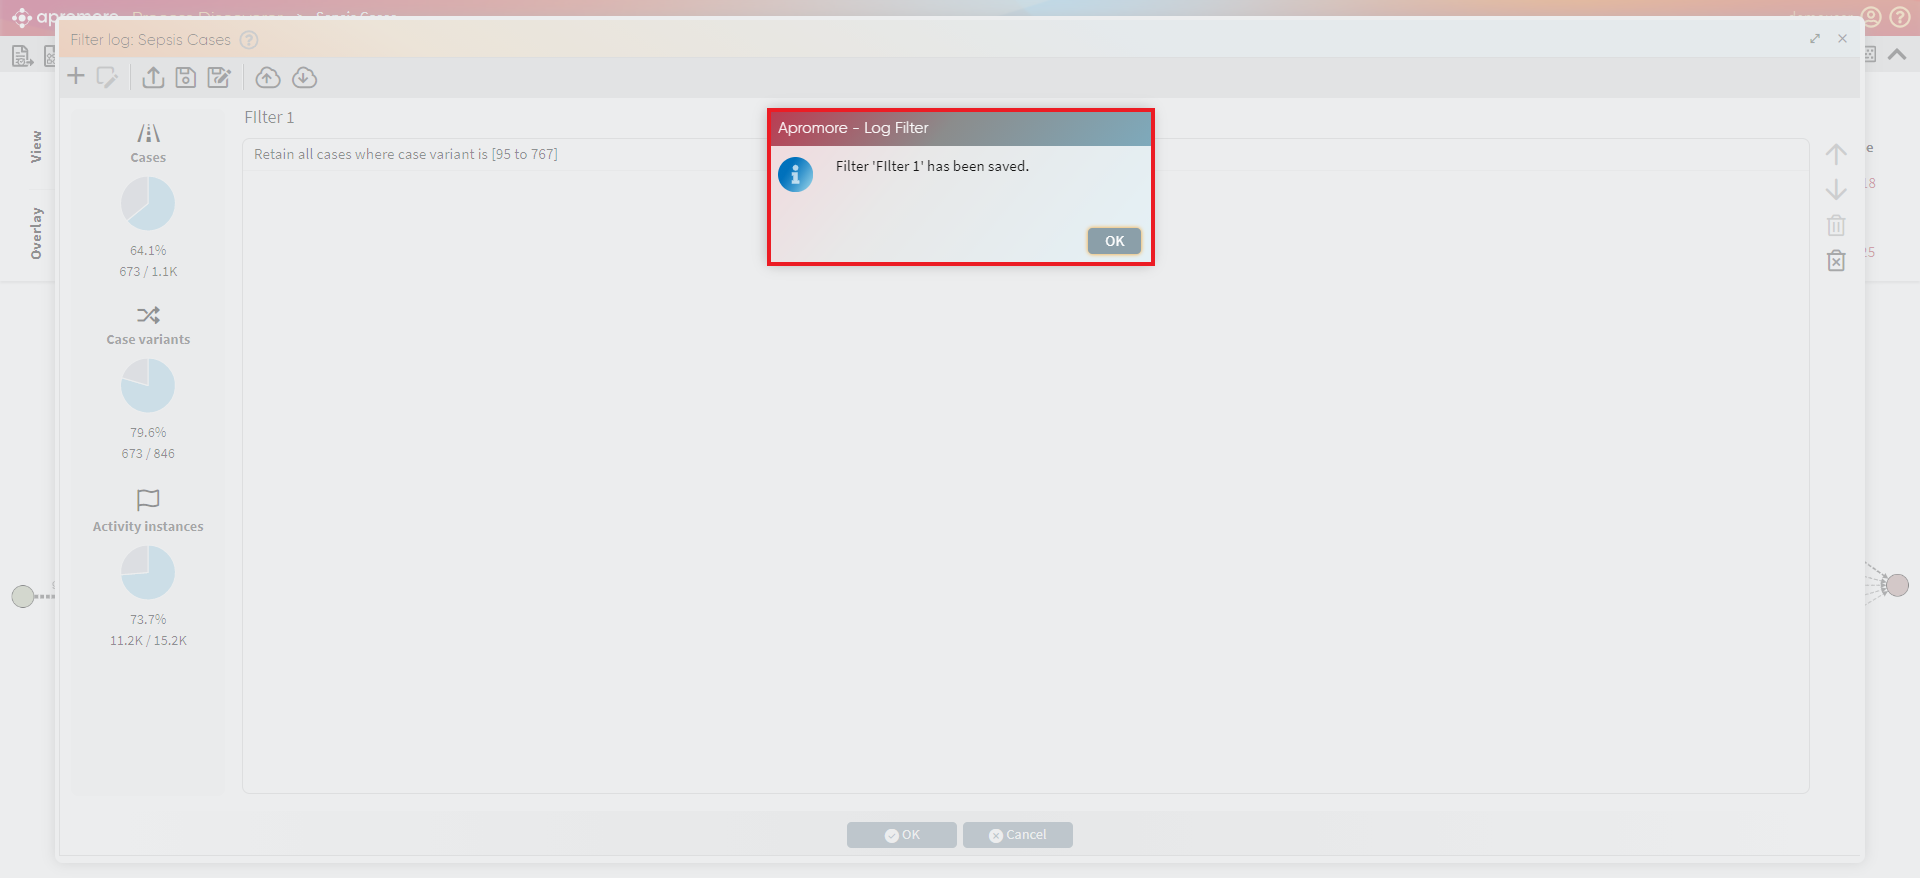 apromore Process Discoverer > Sepsis Cases
Filter log: Sepsis Cases
View
Overlay
Cases
64.1%
673 / 1.1K
Case variants
79.6%
673 / 846
Activity instances
73.7%
11.2K / 15.2K
FIlter 1
Retain all cases where case variant is [95 to 767]
Apromore - Log Filter
Filter 'FIlter 1' has been saved.
OK
e
18
25
OK
Cancel